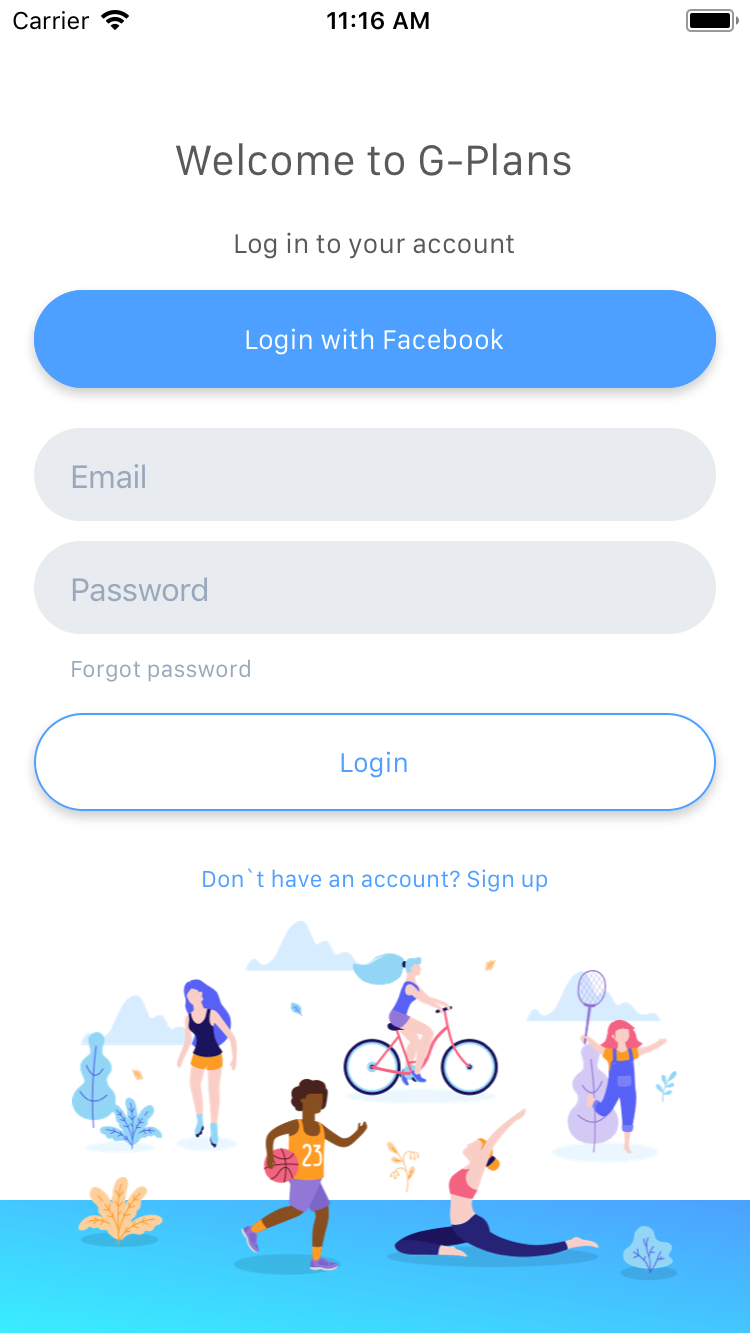 Carrier 11:16 AM
Welcome to G-Plans
Log in to your account
Login with Facebook
Email
Password
Forgot password
Login
Don`t have an account? Sign up
23